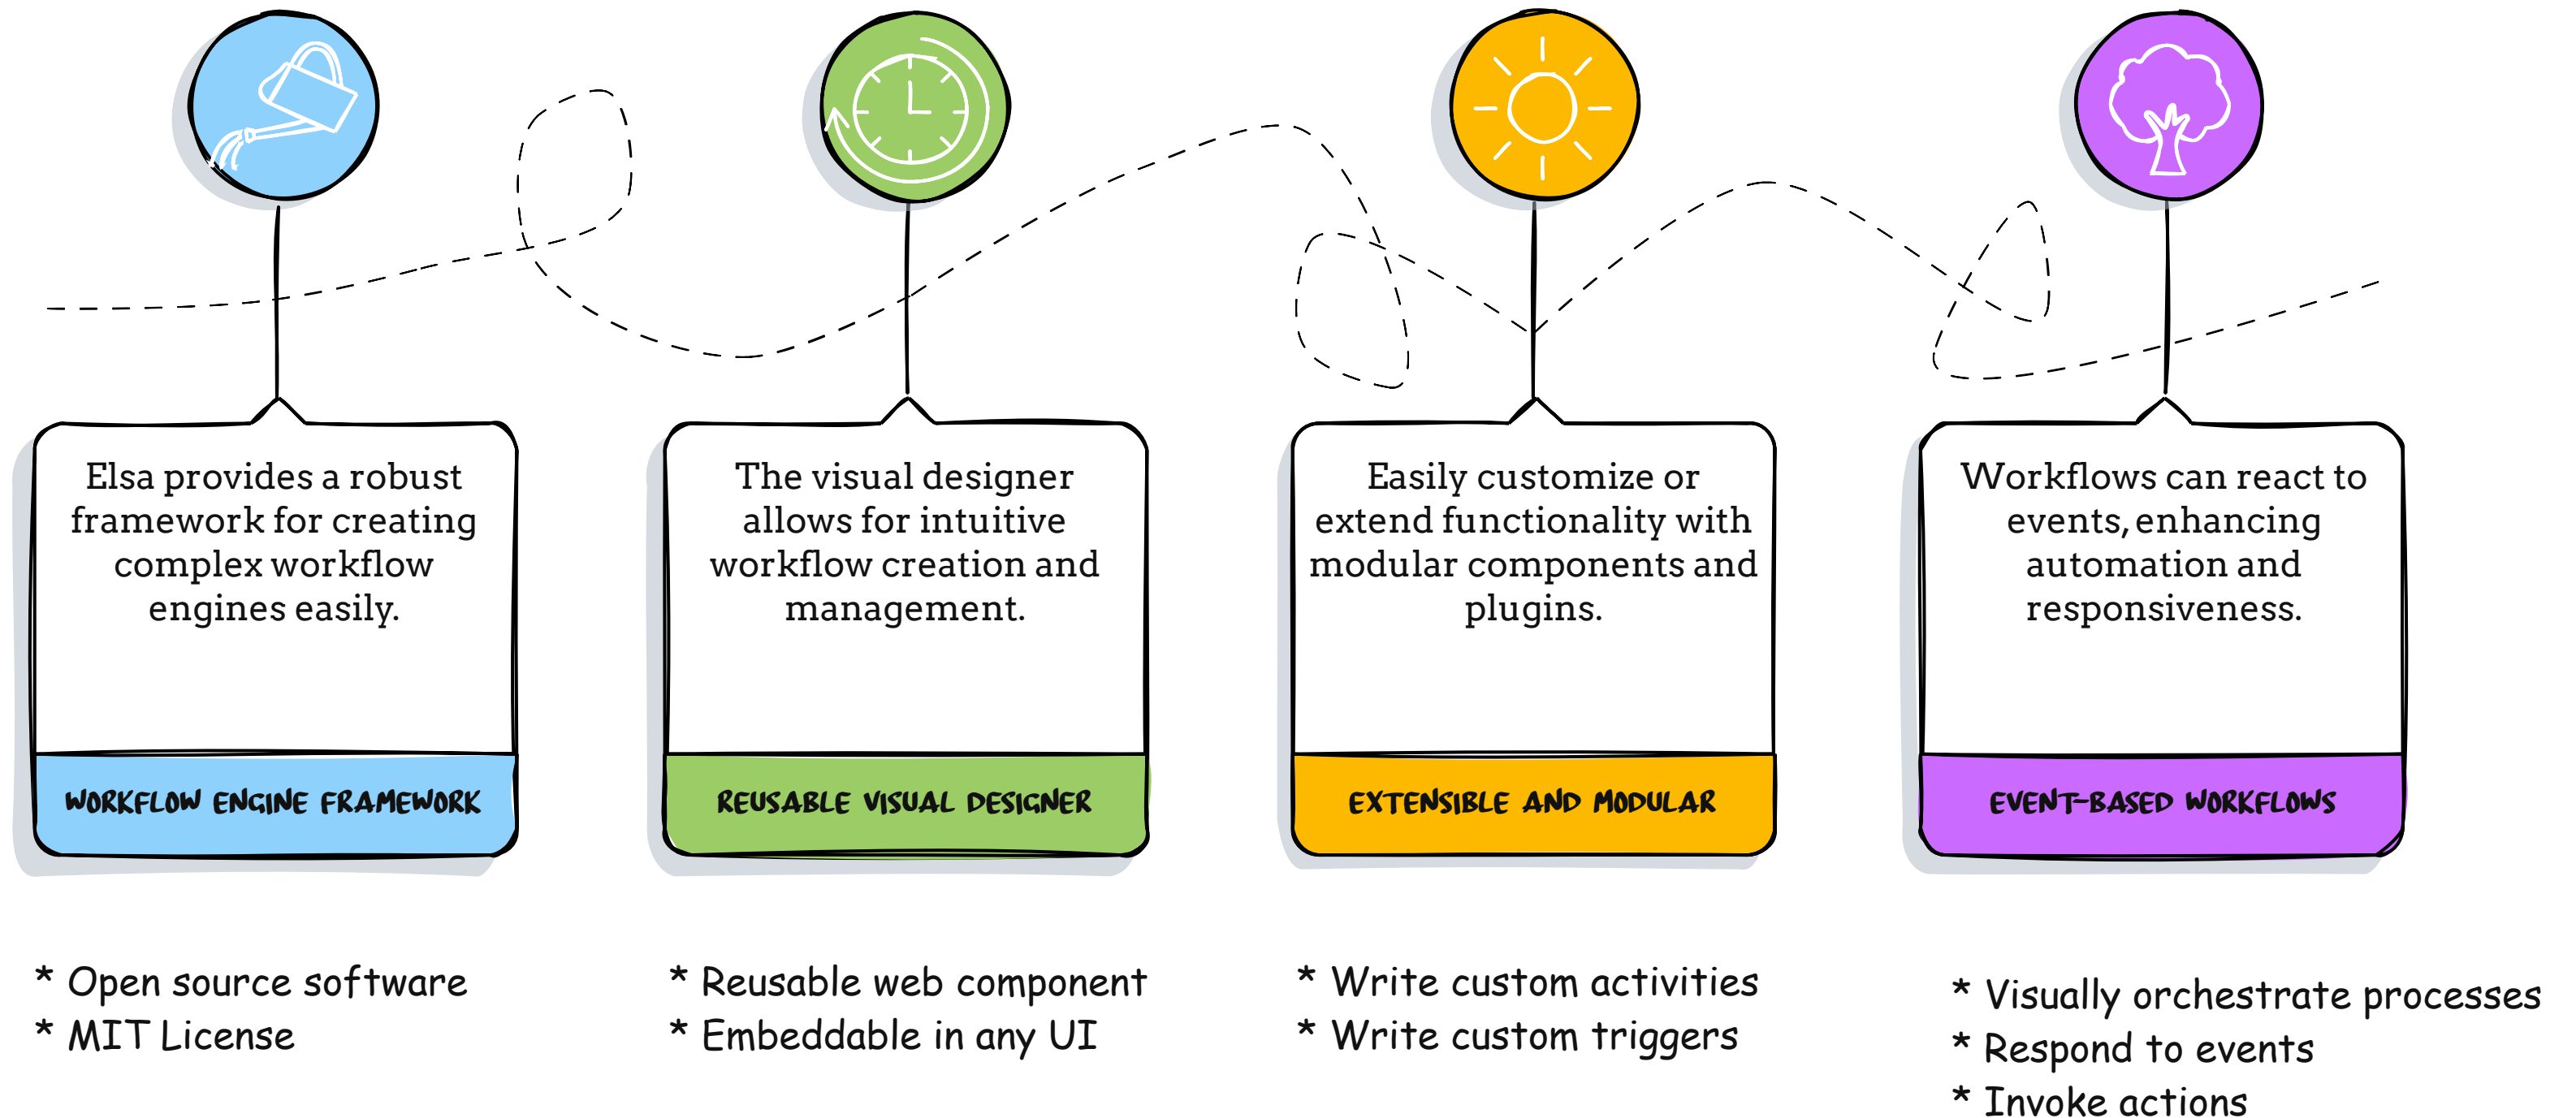 Elsa provides a robust
framework for creating
complex workflow
engines easily.
WORKFLOW ENGINE FRAMEWORK
* Open source software
* MIT License
The visual designer
allows for intuitive
workflow creation and
management.
REUSABLE VISUAL DESIGNER
* Reusable web component
* Embeddable in any UI
Easily customize or
extend functionality with
modular components and
plugins.
EXTENSIBLE AND MODULAR
* Write custom activities
* Write custom triggers
Workflows can react to
events, enhancing
automation and
responsiveness.
EVENT-BASED WORKFLOWS
* Visually orchestrate processes
* Respond to events
* Invoke actions